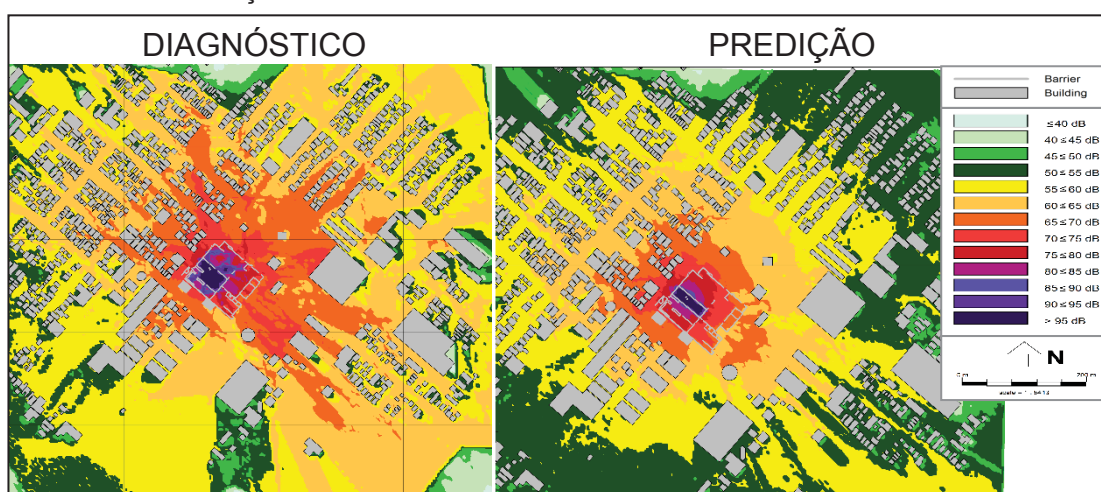 DIAGNÓSTICO
PREDIÇÃO
Barrier
Building
≤40 dB
40 ≤ 45 dB
45 ≤ 50 dB
50 ≤ 55 dB
55 ≤ 60 dB
60 ≤ 65 dB
65 ≤ 70 dB
70 ≤ 75 dB
75 ≤ 80 dB
80 ≤ 85 dB
85 ≤ 90 dB
90 ≤ 95 dB
> 95 dB
N
0 m
200 m